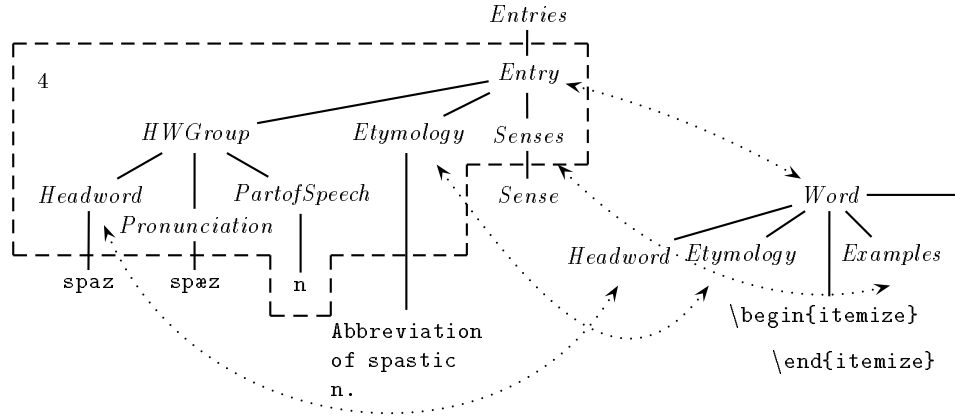 Entries
4
Entry
HWGroup
Etymology
Senses
Headword
PartofSpeech
Sense
Word
Pronunciation
Headword
Etymology
Examples
spaz
spæz
n
\begin{itemize}
Abbreviation
of spastic
n.
\end{itemize}